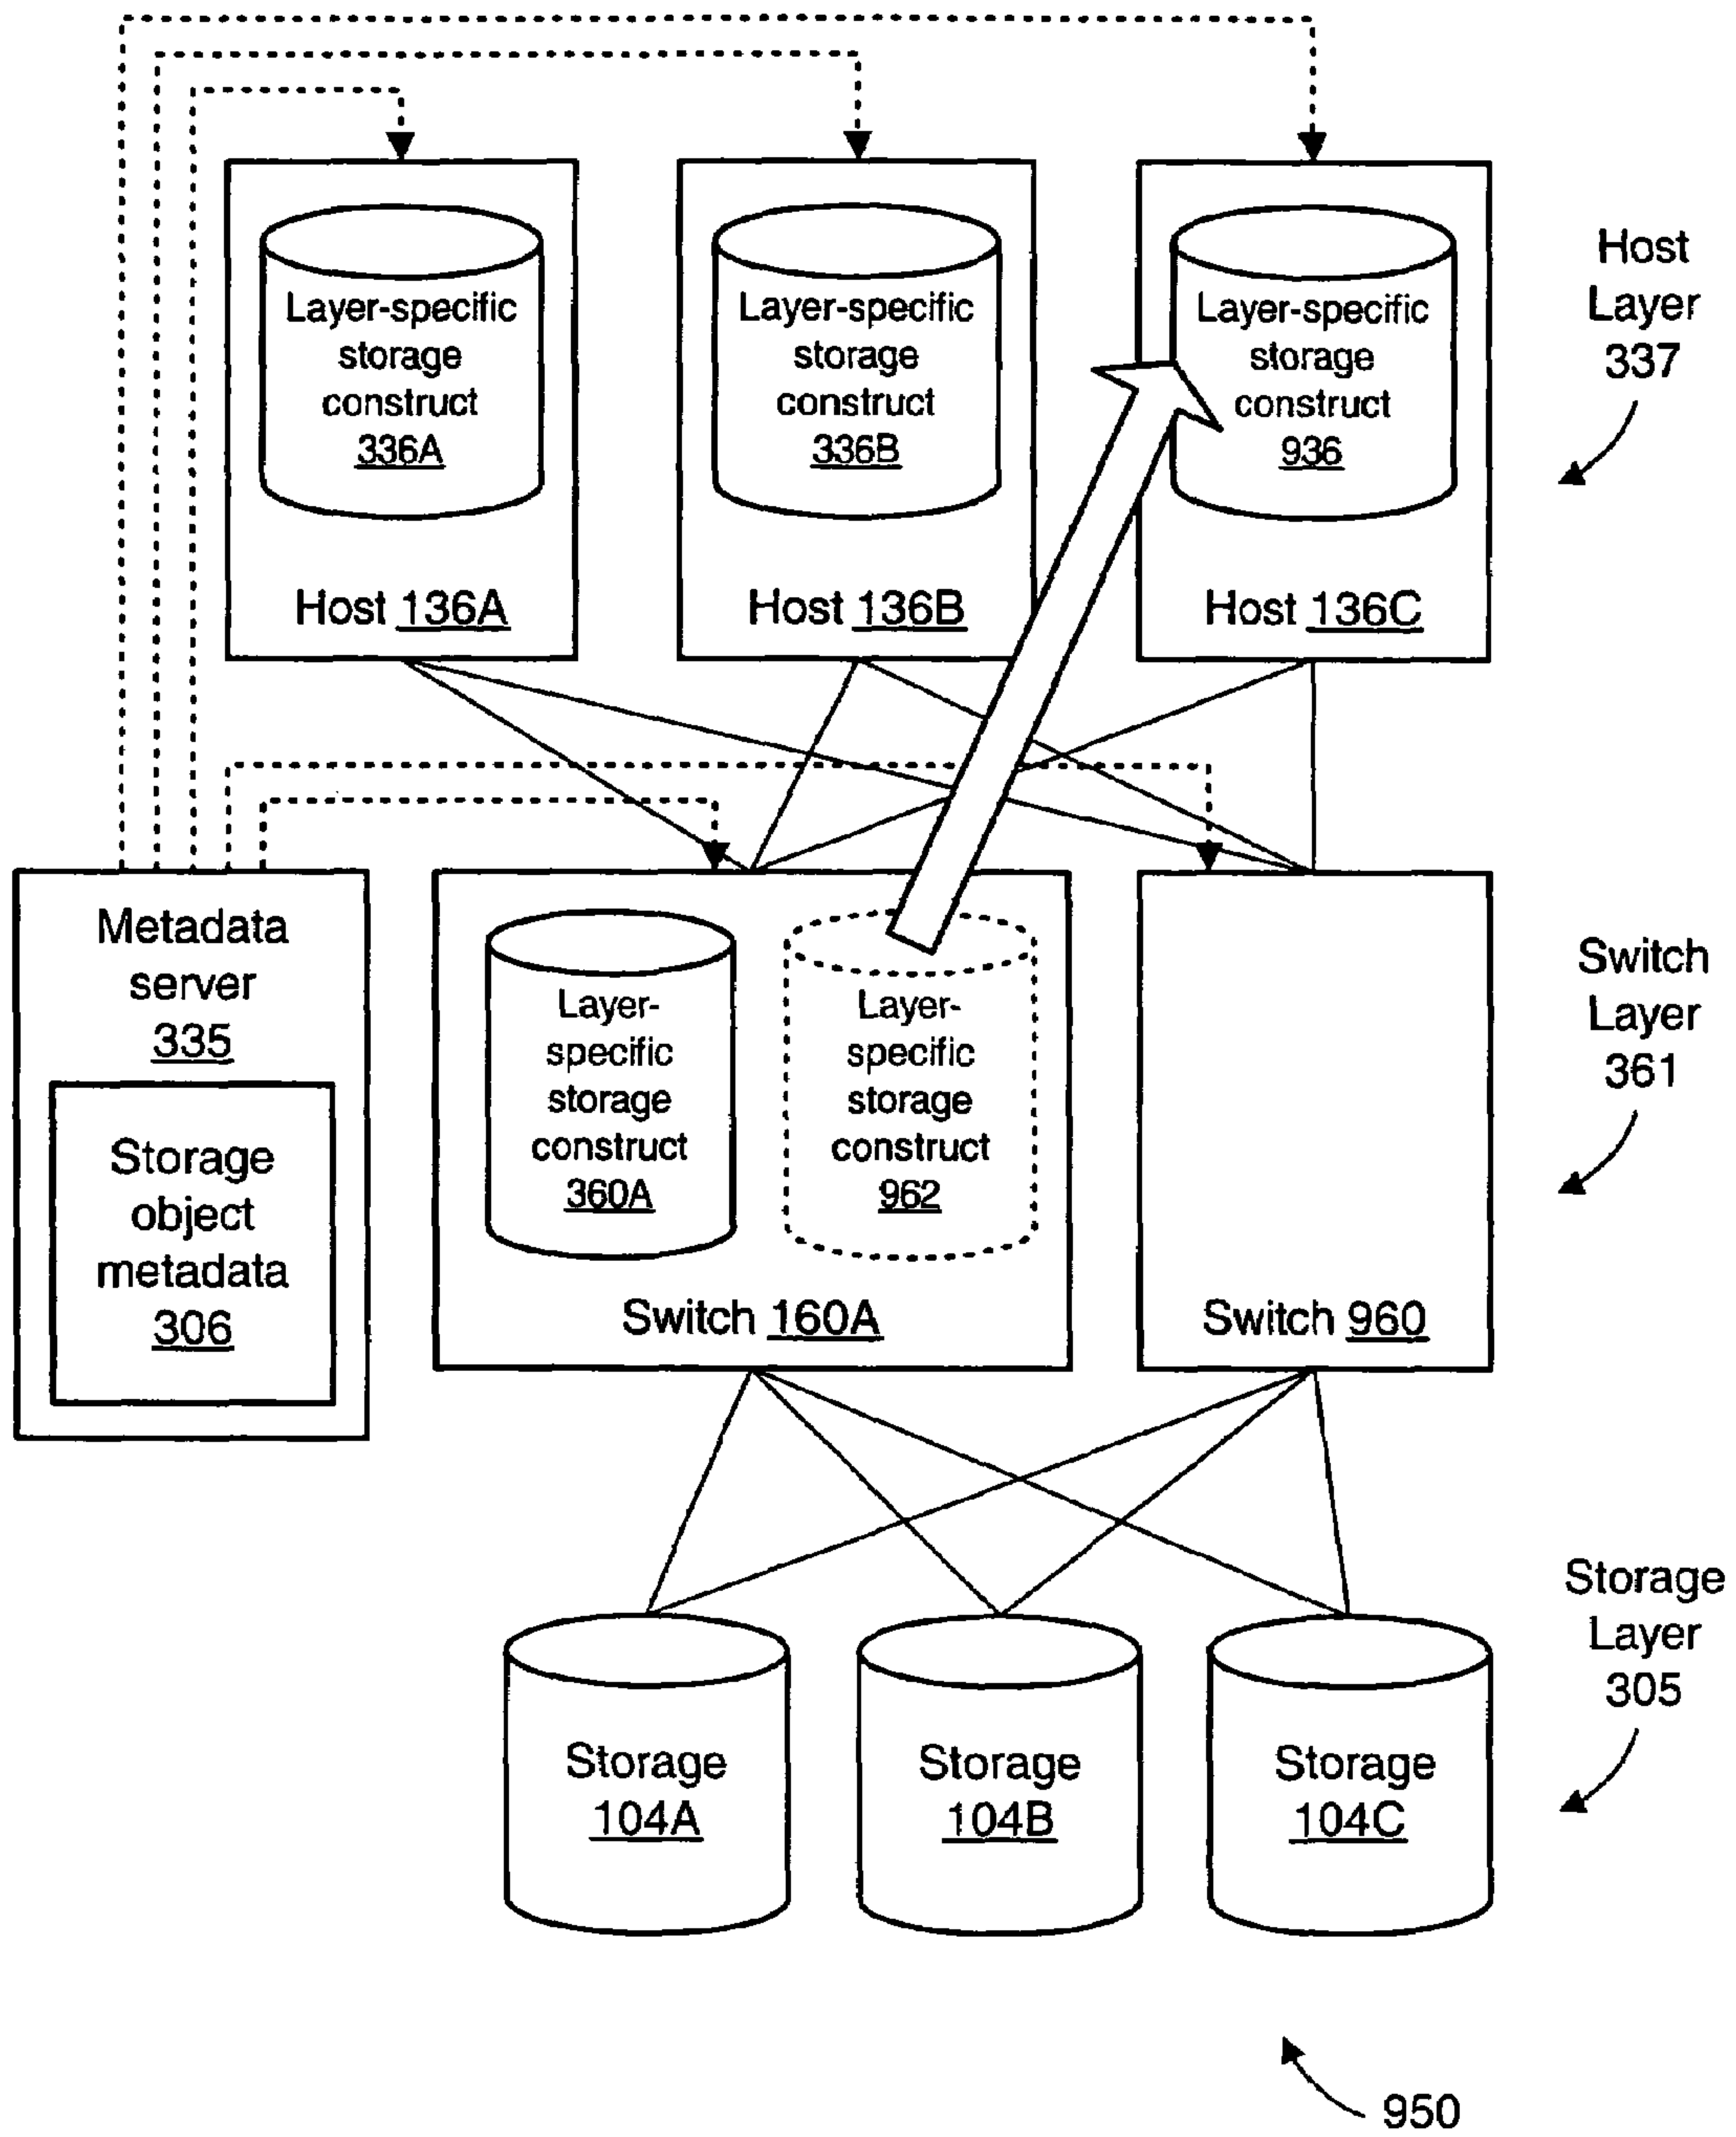 Layer-specific
storage
construct
336A
Host 136A
Layer-specific
storage
construct
336B
Host 136B
Layer-specific
storage
construct
936
Host 136C
Host
Layer
337
Metadata
server
335
Storage
object
metadata
306
Layer-
specific
storage
construct
360A
Layer-
specific
storage
construct
962
Switch 160A
Switch 960
Switch
Layer
361
Storage
104A
Storage
104B
Storage
104C
Storage
Layer
305
950